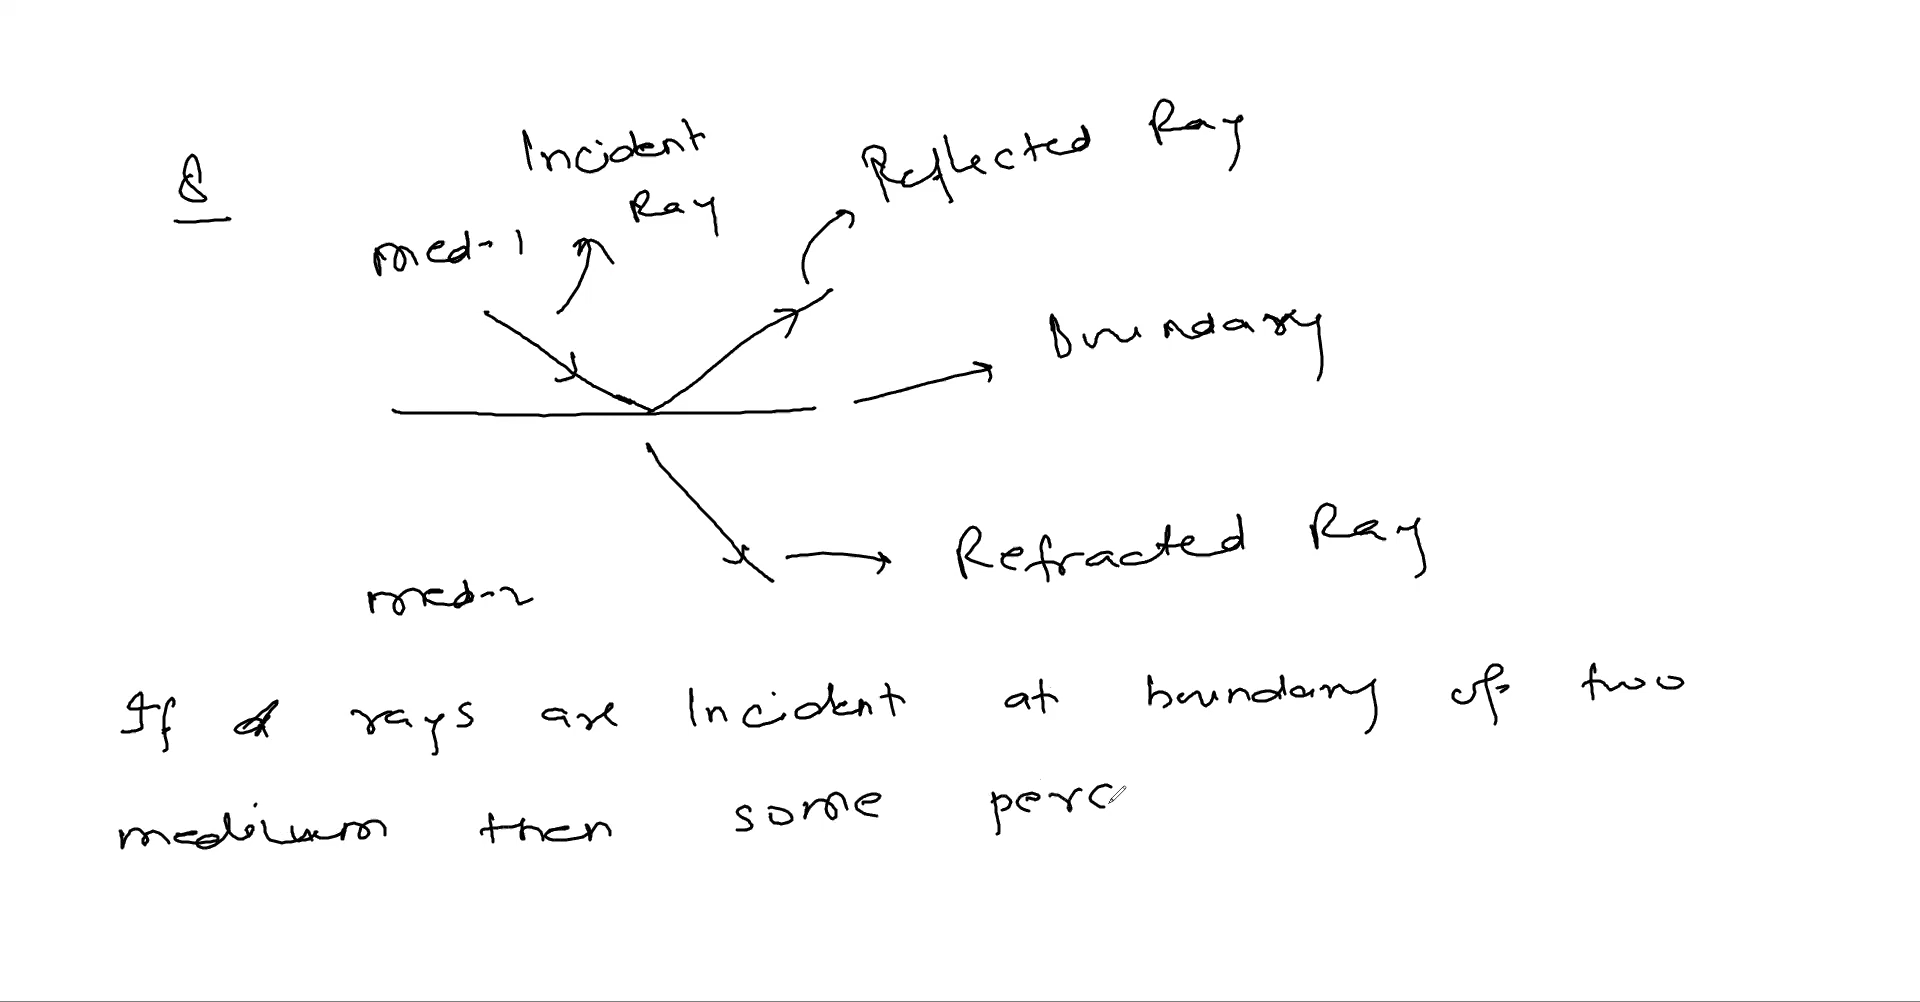 Q
Incident
Ray
Reflected Ray
med-1
Boundary
Refracted Ray
med-2
If rays are Incident at boundary of two
medium then some perc